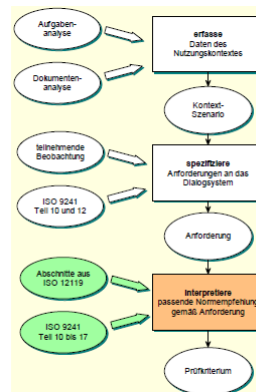 Aufgaben-
analyse
erfasse
Daten des
Nutzungskontextes
Dokumenten-
analyse
Kontext-
Szenario
teilnehmende
Beobachtung
spezifiziere
Anforderungen an das
Dialogsystem
ISO 9241
Teil 10 und 12
Anforderung
Abschnitte aus
ISO 12119
Interpretiere
passende Normempfehlung
gemäß Anforderung
ISO 9241
Teil 10 bis 17
Prüfkriterium